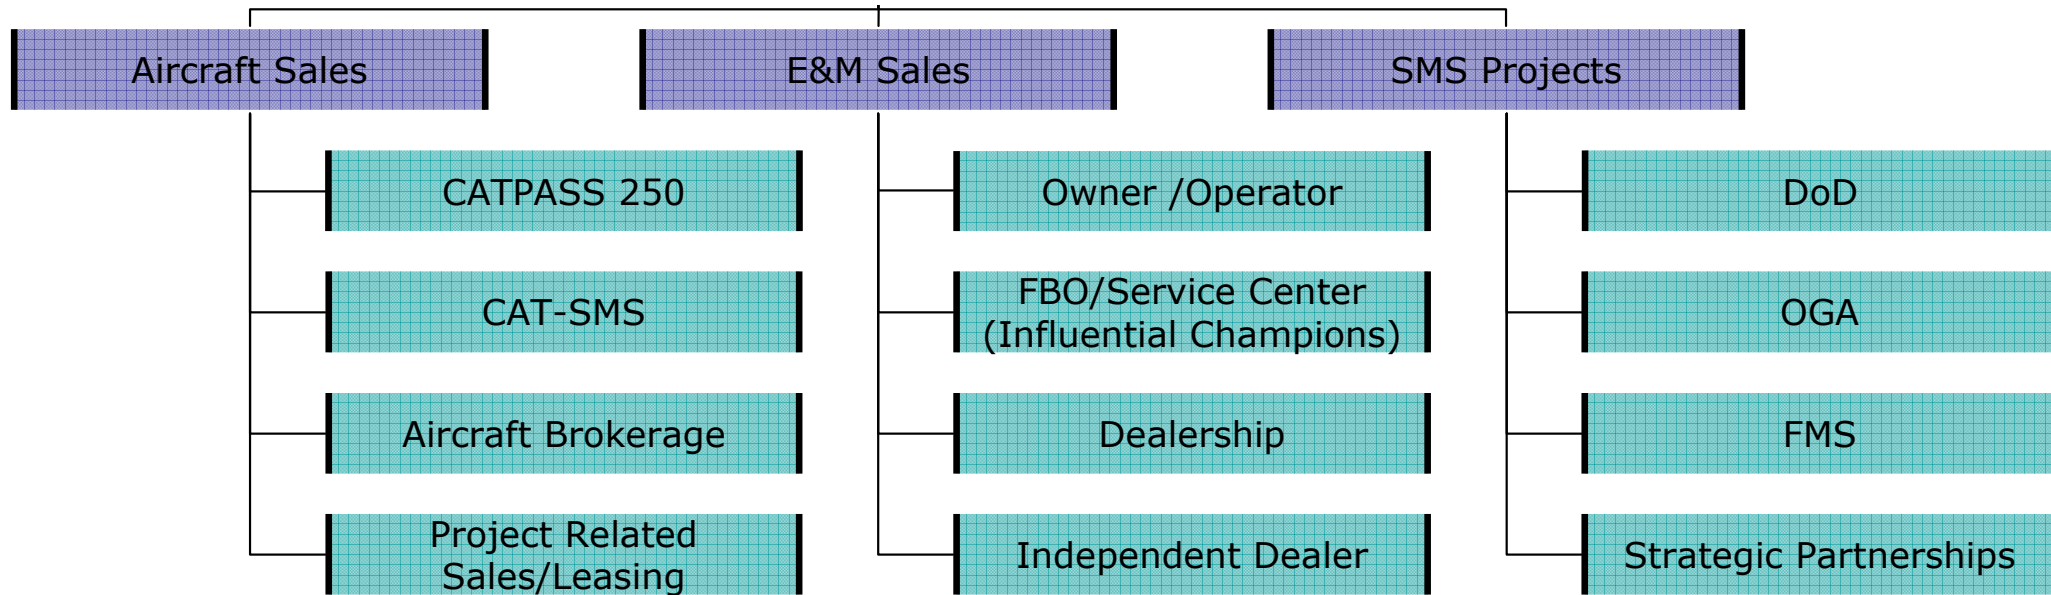 Aircraft Sales
E&M Sales
SMS Projects
CATPASS 250
Owner /Operator
DoD
CAT-SMS
FBO/Service Center
(Influential Champions)
OGA
Aircraft Brokerage
Dealership
FMS
Project Related
Sales/Leasing
Independent Dealer
Strategic Partnerships